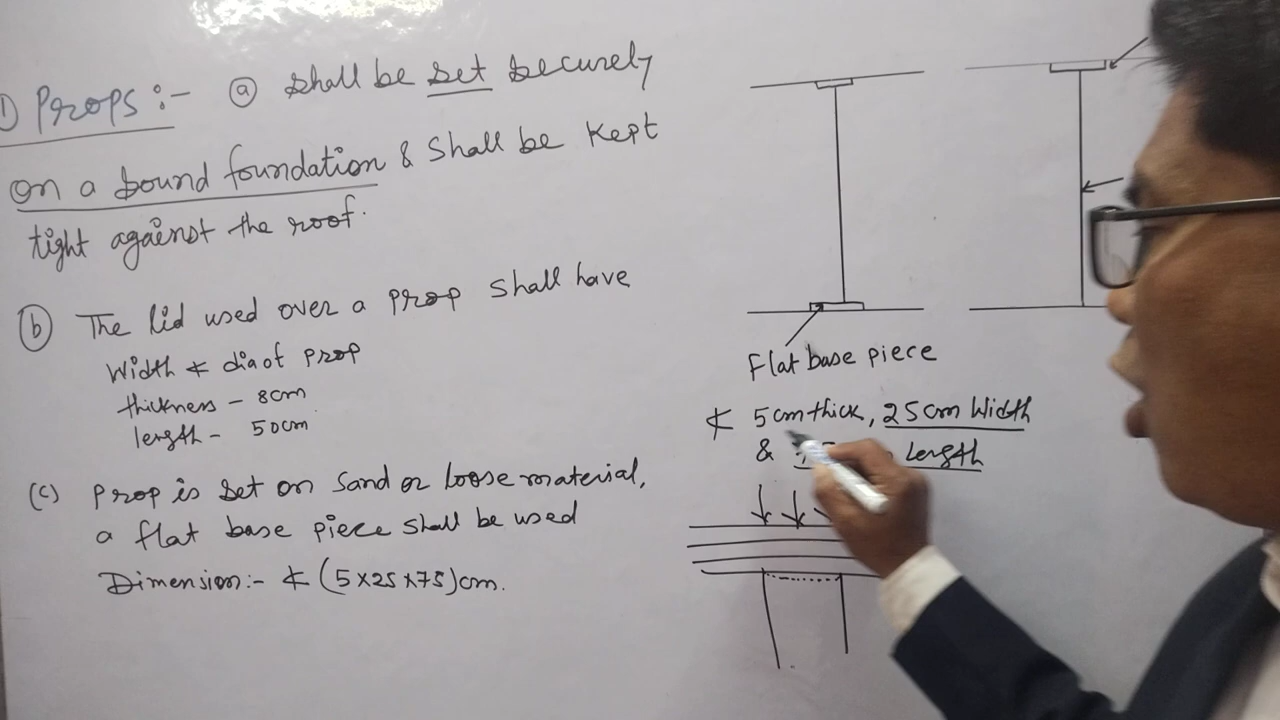 ① Props :- ⓐ shall be set securely
on a sound foundation & shall be kept
tight against the roof.
ⓑ The lid used over a prop shall have
Width ≮ dia of prop
thickness - 8cm
length - 50cm
(c) Prop is set on sand or loose material,
a flat base piece shall be used
Dimension:- ≮ (5x25x75)cm.
Flat base piece
≮ 5cm thick, 25cm Width
& length